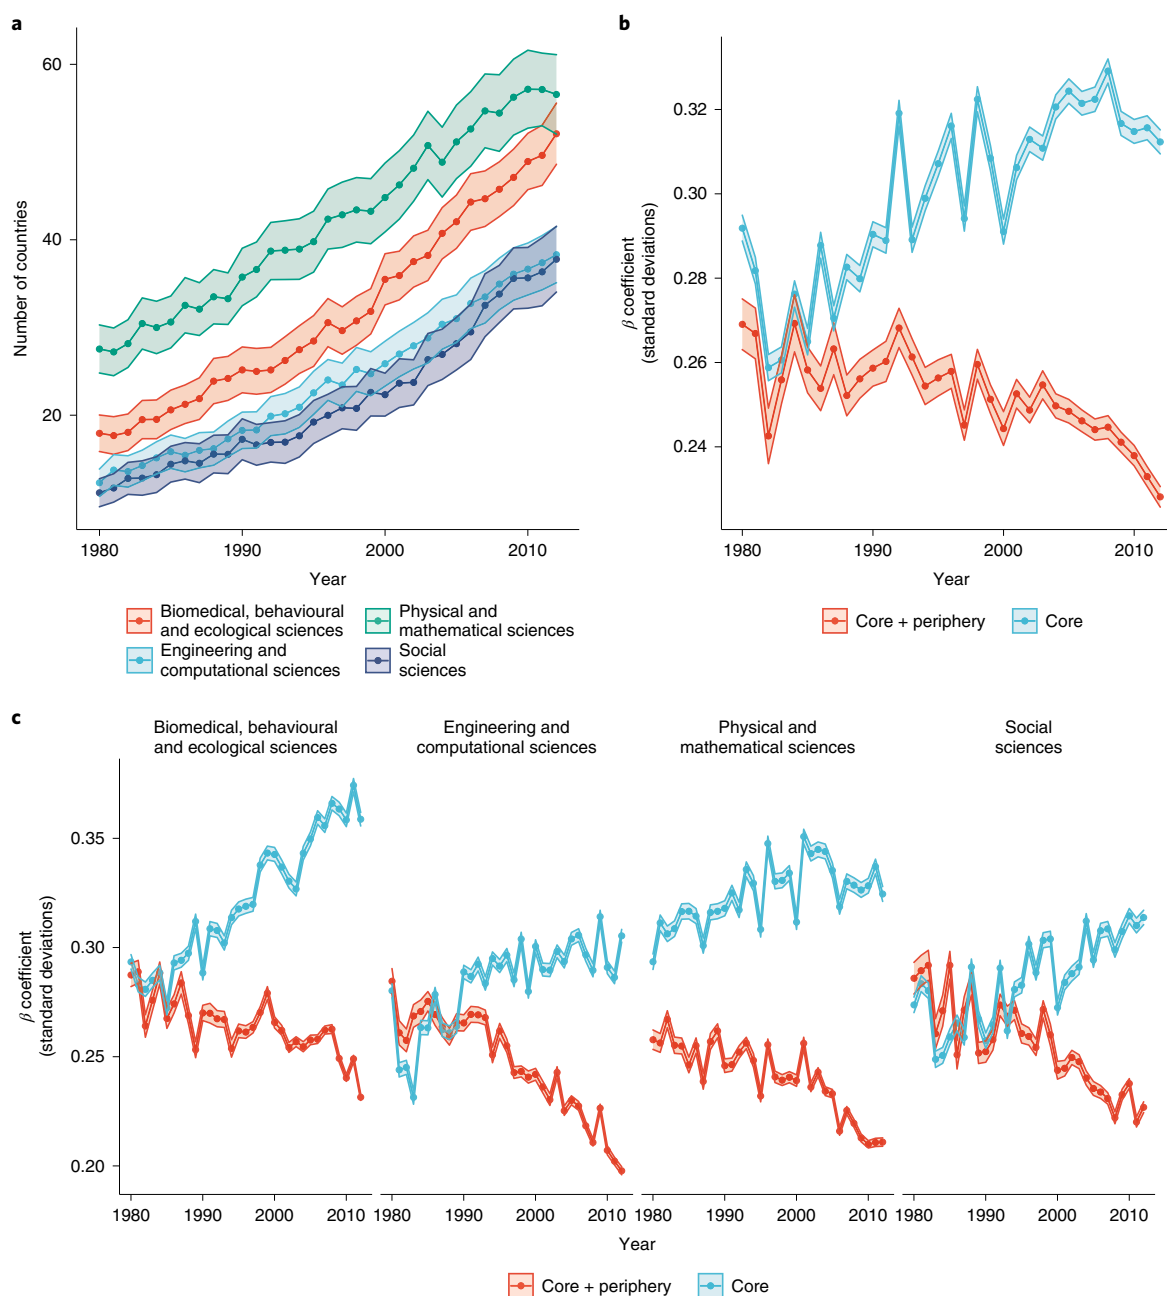 a
60
40
20
Number of countries
1980
1990
2000
2010
Year
Biomedical, behavioural
and ecological sciences
Physical and
mathematical sciences
Engineering and
computational sciences
Social
sciences
b
0.32
0.30
0.28
0.26
0.24
β coefficient
(standard deviations)
1980
1990
2000
2010
Year
Core + periphery
Core
c
Biomedical, behavioural
and ecological sciences
Engineering and
computational sciences
Physical and
mathematical sciences
Social
sciences
0.35
0.30
0.25
0.20
β coefficient
(standard deviations)
1980 1990 2000 2010
1980 1990 2000 2010
1980 1990 2000 2010
1980 1990 2000 2010
Year
Core + periphery
Core